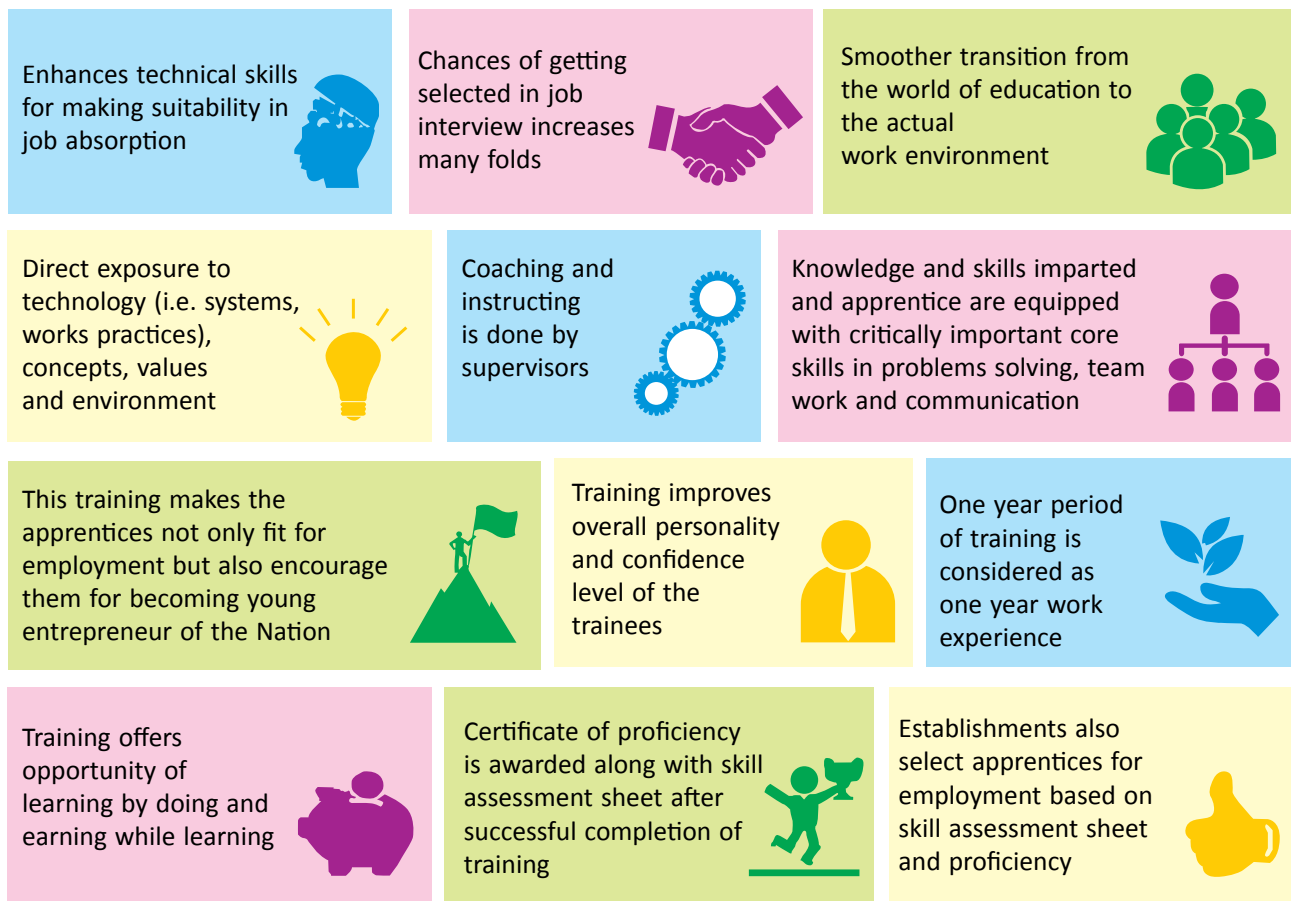 Enhances technical skills
for making suitability in
job absorption
Chances of getting
selected in job
interview increases
many folds
Smoother transition from
the world of education to
the actual
work environment
Direct exposure to
technology (i.e. systems,
works practices),
concepts, values
and environment
Coaching and
instructing
is done by
supervisors
Knowledge and skills imparted
and apprentice are equipped
with critically important core
skills in problems solving, team
work and communication
This training makes the
apprentices not only fit for
employment but also encourage
them for becoming young
entrepreneur of the Nation
Training improves
overall personality
and confidence
level of the
trainees
One year period
of training is
considered as
one year work
experience
Training offers
opportunity of
learning by doing and
earning while learning
Certificate of proficiency
is awarded along with skill
assessment sheet after
successful completion of
training
Establishments also
select apprentices for
employment based on
skill assessment sheet
and proficiency